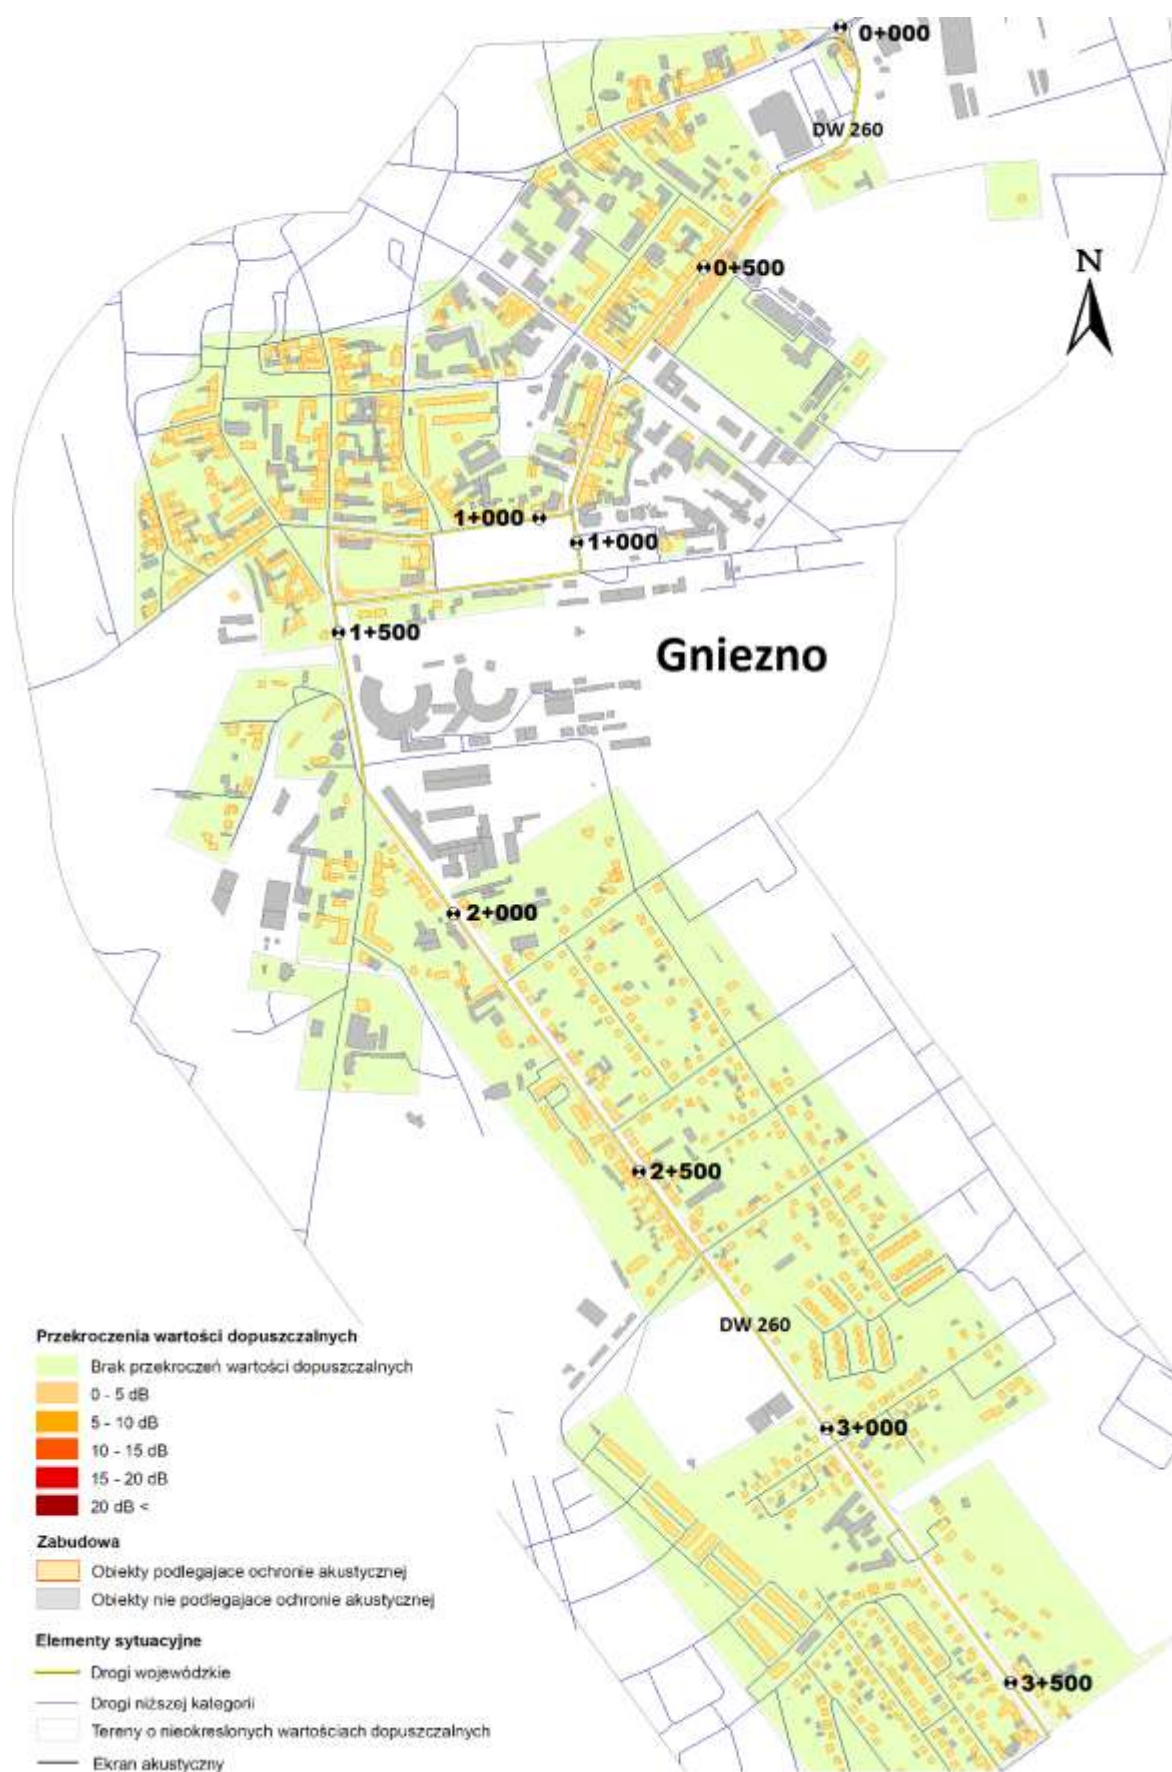 0+000
DW 260
0+500
N
1+000
1+000
1+500
Gniezno
2+000
2+500
DW 260
3+000
3+500
Przekroczenia wartości dopuszczalnych
Brak przekroczeń wartości dopuszczalnych
0 - 5 dB
5 - 10 dB
10 - 15 dB
15 - 20 dB
20 dB <
Zabudowa
Obiekty podlegajace ochronie akustycznej
Obiekty nie podlegajace ochronie akustycznej
Elementy sytuacyjne
Drogi wojewódzkie
Drogi niższej kategorii
Tereny o nieokreslonych wartościach dopuszczalnych
Ekran akustyczny